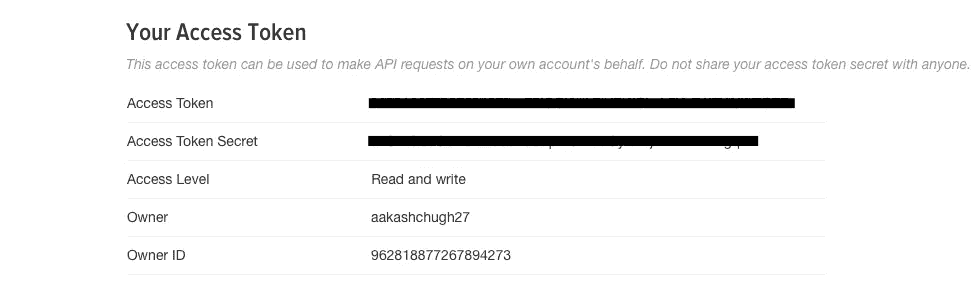 Your Access Token
This access token can be used to make API requests on your own account's behalf. Do not share your access token secret with anyone.
Access Token
Access Token Secret
Access Level Read and write
Owner aakashchugh27
Owner ID 962818877267894273